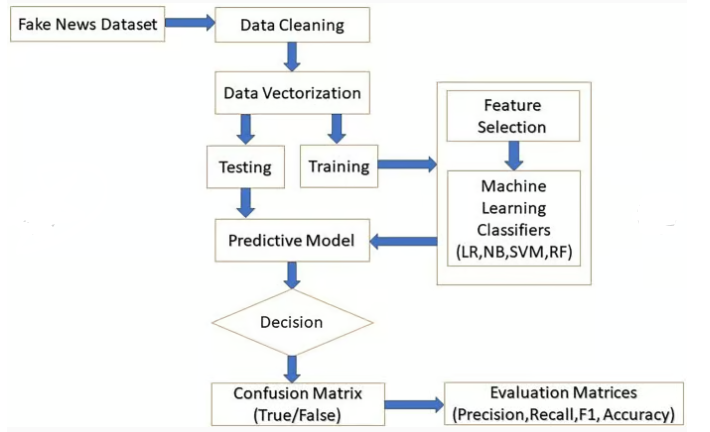 Fake News Dataset
Data Cleaning
Data Vectorization
Feature
Selection
Testing
Training
Machine
Learning
Classifiers
(LR,NB,SVM,RF)
Predictive Model
Decision
Confusion Matrix
(True/False)
Evaluation Matrices
(Precision,Recall,F1, Accuracy)